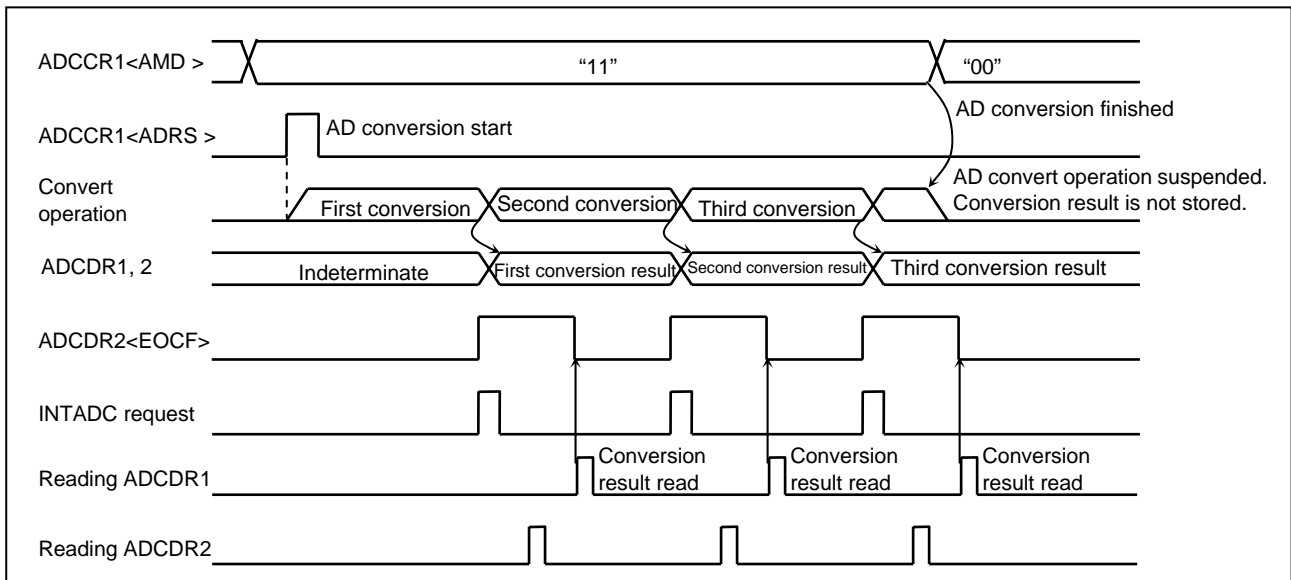 ADCCR1<AMD >
“11”
“00”
AD conversion finished
ADCCR1<ADRS >
AD conversion start
Convert
operation
First conversion
Second conversion
Third conversion
AD convert operation suspended.
Conversion result is not stored.
ADCDR1, 2
Indeterminate
First conversion result
Second conversion result
Third conversion result
ADCDR2<EOCF>
INTADC request
Reading ADCDR1
Conversion
result read
Conversion
result read
Conversion
result read
Reading ADCDR2